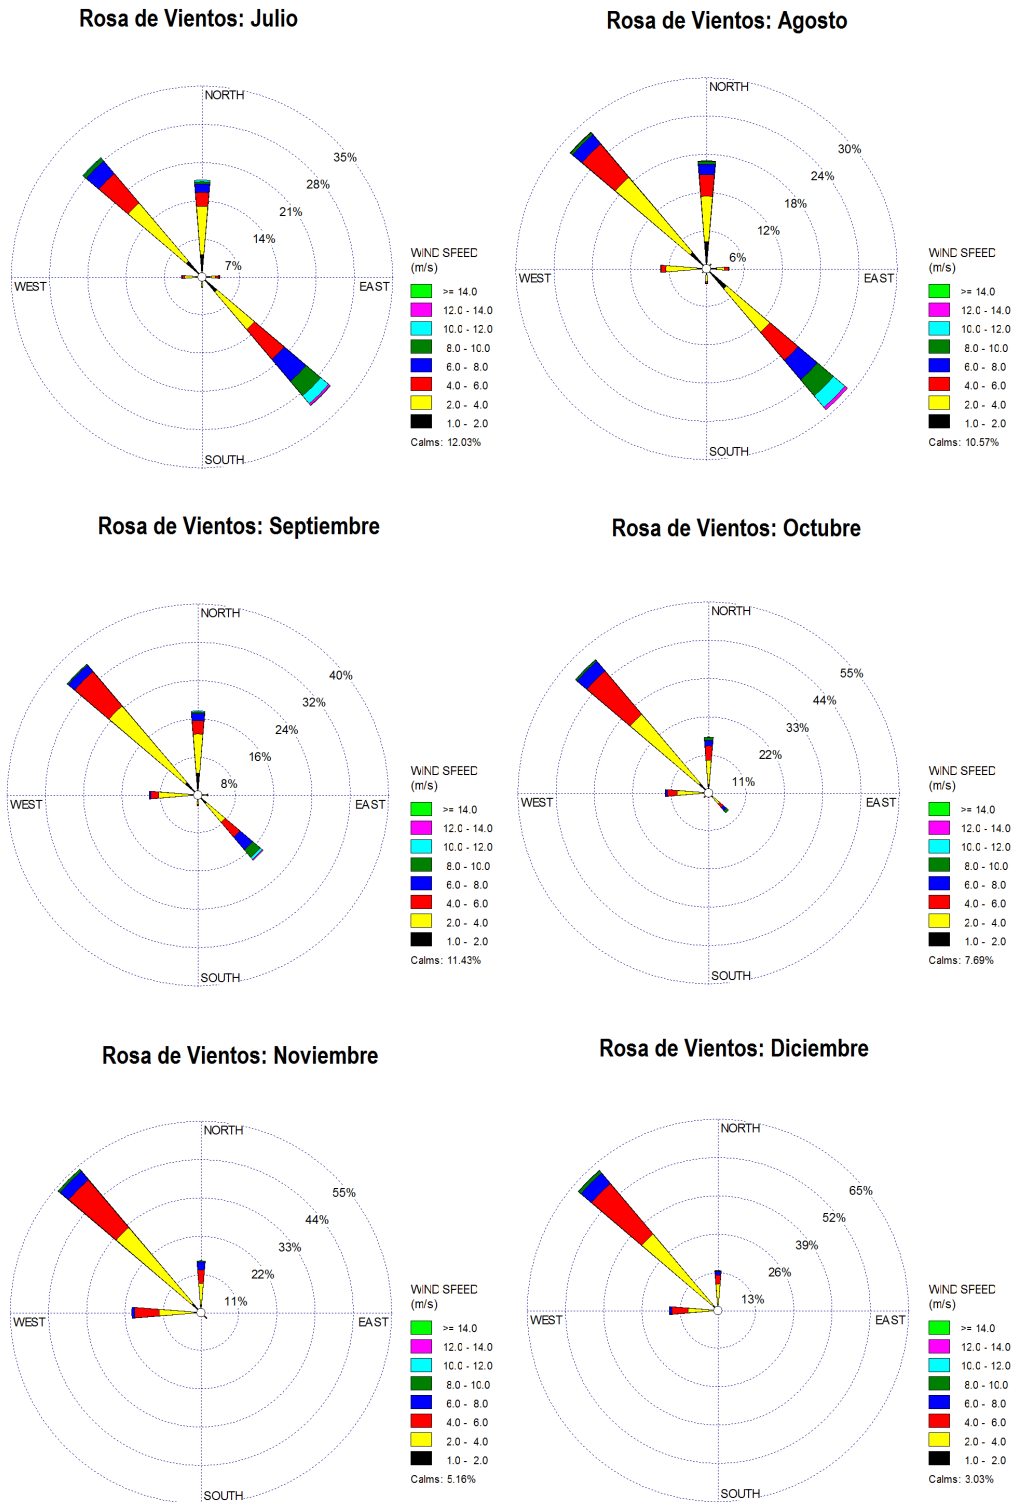 Rosa de Vientos: Julio
NORTH
35%
28%
21%
14%
7%
WEST
EAST
SOUTH
WIND SPEED
(m/s)
>= 14.0
12.0 - 14.0
10.0 - 12.0
8.0 - 10.0
6.0 - 8.0
4.0 - 6.0
2.0 - 4.0
1.0 - 2.0
Calms: 12.03%
Rosa de Vientos: Agosto
NORTH
30%
24%
18%
12%
6%
WEST
EAST
SOUTH
WIND SPEED
(m/s)
>= 14.0
12.0 - 14.0
10.0 - 12.0
8.0 - 10.0
6.0 - 8.0
4.0 - 6.0
2.0 - 4.0
1.0 - 2.0
Calms: 10.57%
Rosa de Vientos: Septiembre
NORTH
40%
32%
24%
16%
8%
WEST
EAST
SOUTH
WIND SPEED
(m/s)
>= 14.0
12.0 - 14.0
10.0 - 12.0
8.0 - 10.0
6.0 - 8.0
4.0 - 6.0
2.0 - 4.0
1.0 - 2.0
Calms: 11.43%
Rosa de Vientos: Octubre
NORTH
55%
44%
33%
22%
11%
WEST
EAST
SOUTH
WIND SPEED
(m/s)
>= 14.0
12.0 - 14.0
10.0 - 12.0
8.0 - 10.0
6.0 - 8.0
4.0 - 6.0
2.0 - 4.0
1.0 - 2.0
Calms: 7.69%
Rosa de Vientos: Noviembre
NORTH
55%
44%
33%
22%
11%
WEST
EAST
SOUTH
WIND SPEED
(m/s)
>= 14.0
12.0 - 14.0
10.0 - 12.0
8.0 - 10.0
6.0 - 8.0
4.0 - 6.0
2.0 - 4.0
1.0 - 2.0
Calms: 5.16%
Rosa de Vientos: Diciembre
NORTH
65%
52%
39%
26%
13%
WEST
EAST
SOUTH
WIND SPEED
(m/s)
>= 14.0
12.0 - 14.0
10.0 - 12.0
8.0 - 10.0
6.0 - 8.0
4.0 - 6.0
2.0 - 4.0
1.0 - 2.0
Calms: 3.03%